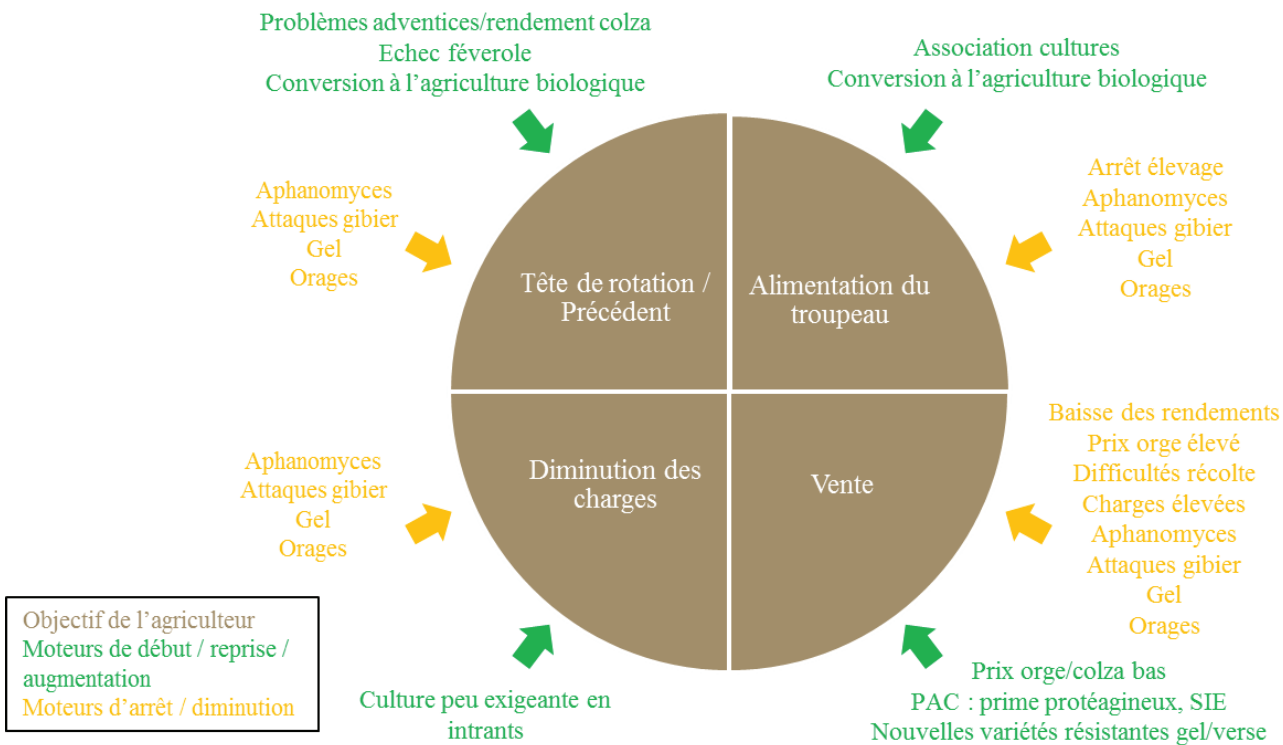 Problèmes adventices/rendement colza
Echec féverole
Conversion à l'agriculture biologique
Association cultures
Conversion à l'agriculture biologique
Aphanomyces
Attaques gibier
Gel
Orages
Arrêt élevage
Aphanomyces
Attaques gibier
Gel
Orages
Tête de rotation /
Précédent
Alimentation du
troupeau
Aphanomyces
Attaques gibier
Gel
Orages
Diminution des
charges
Vente
Baisse des rendements
Prix orge élevé
Difficultés récolte
Charges élevées
Aphanomyces
Attaques gibier
Gel
Orages
Objectif de l'agriculteur
Moteurs de début / reprise /
augmentation
Moteurs d'arrêt / diminution
Culture peu exigeante en
intrants
Prix orge/colza bas
PAC : prime protéagineux, SIE
Nouvelles variétés résistantes gel/verse